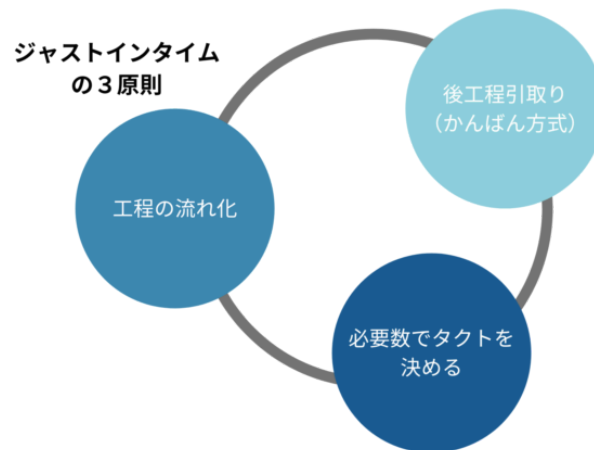 ジャストインタイム
の３原則
後工程引取り
（かんばん方式）
工程の流れ化
必要数でタクトを
決める